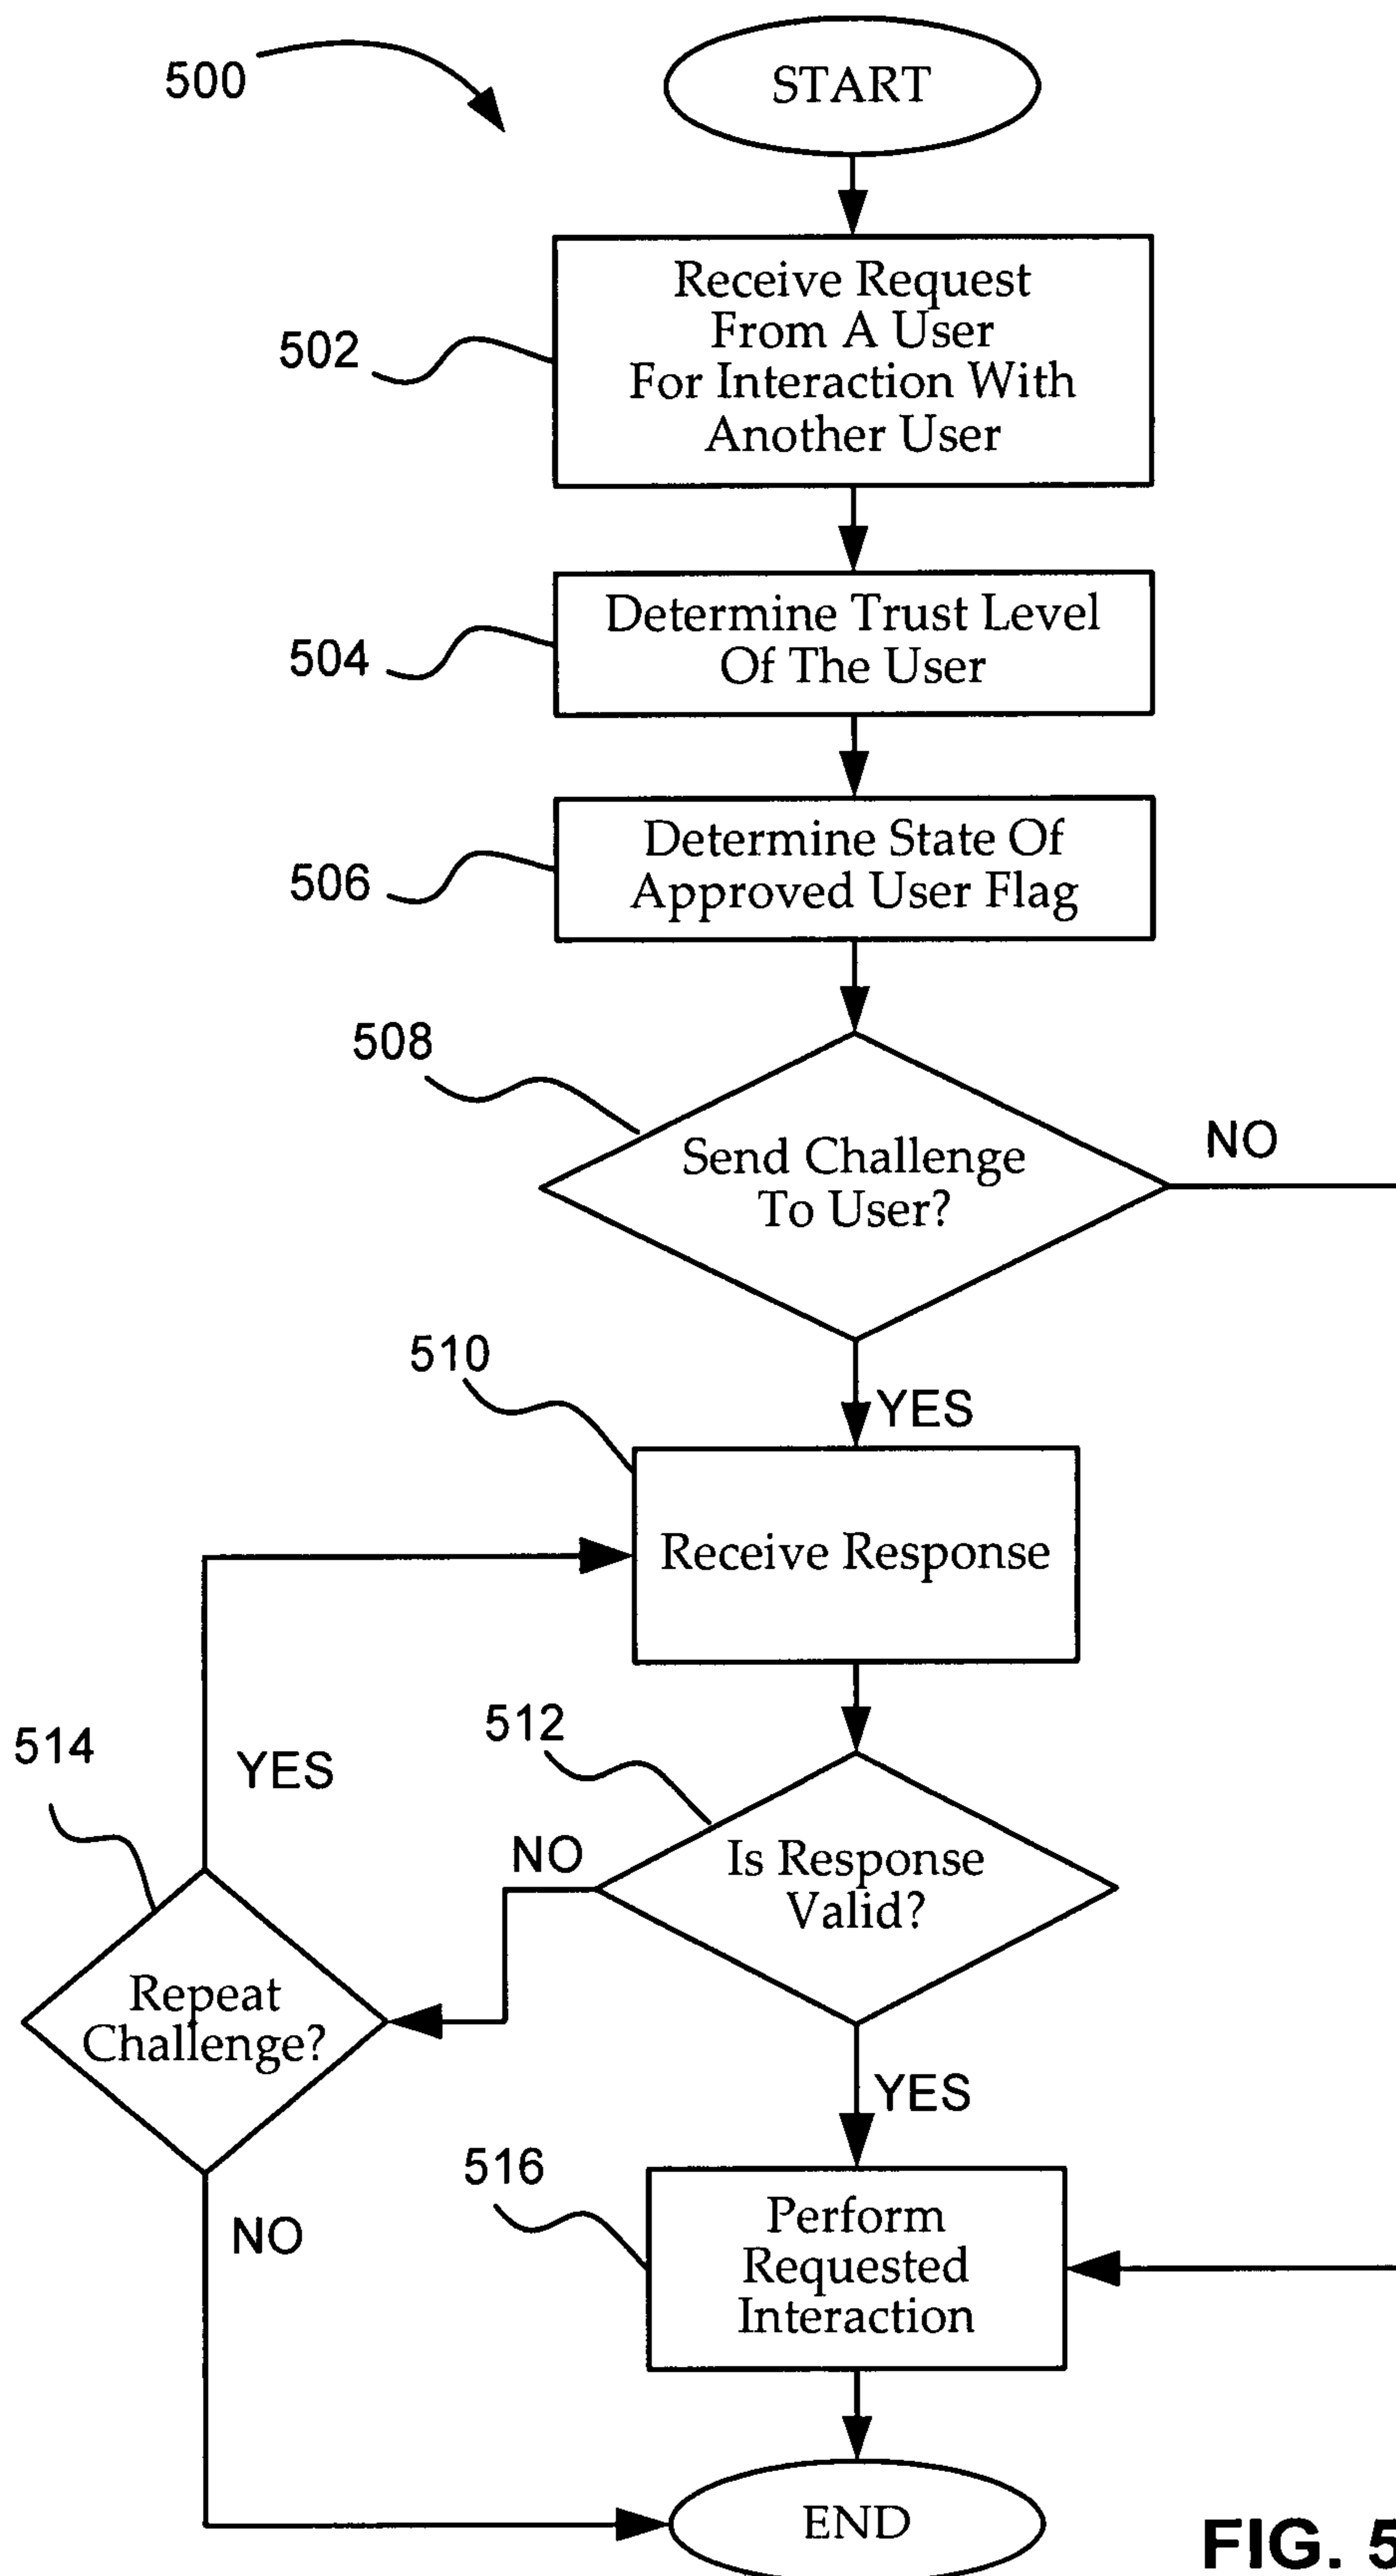 500
START
502
Receive Request
From A User
For Interaction With
Another User
504
Determine Trust Level
Of The User
506
Determine State Of
Approved User Flag
508
Send Challenge
To User?
NO
YES
510
Receive Response
512
Is Response
Valid?
NO
514
YES
Repeat
Challenge?
YES
NO
516
Perform
Requested
Interaction
END
FIG. 5